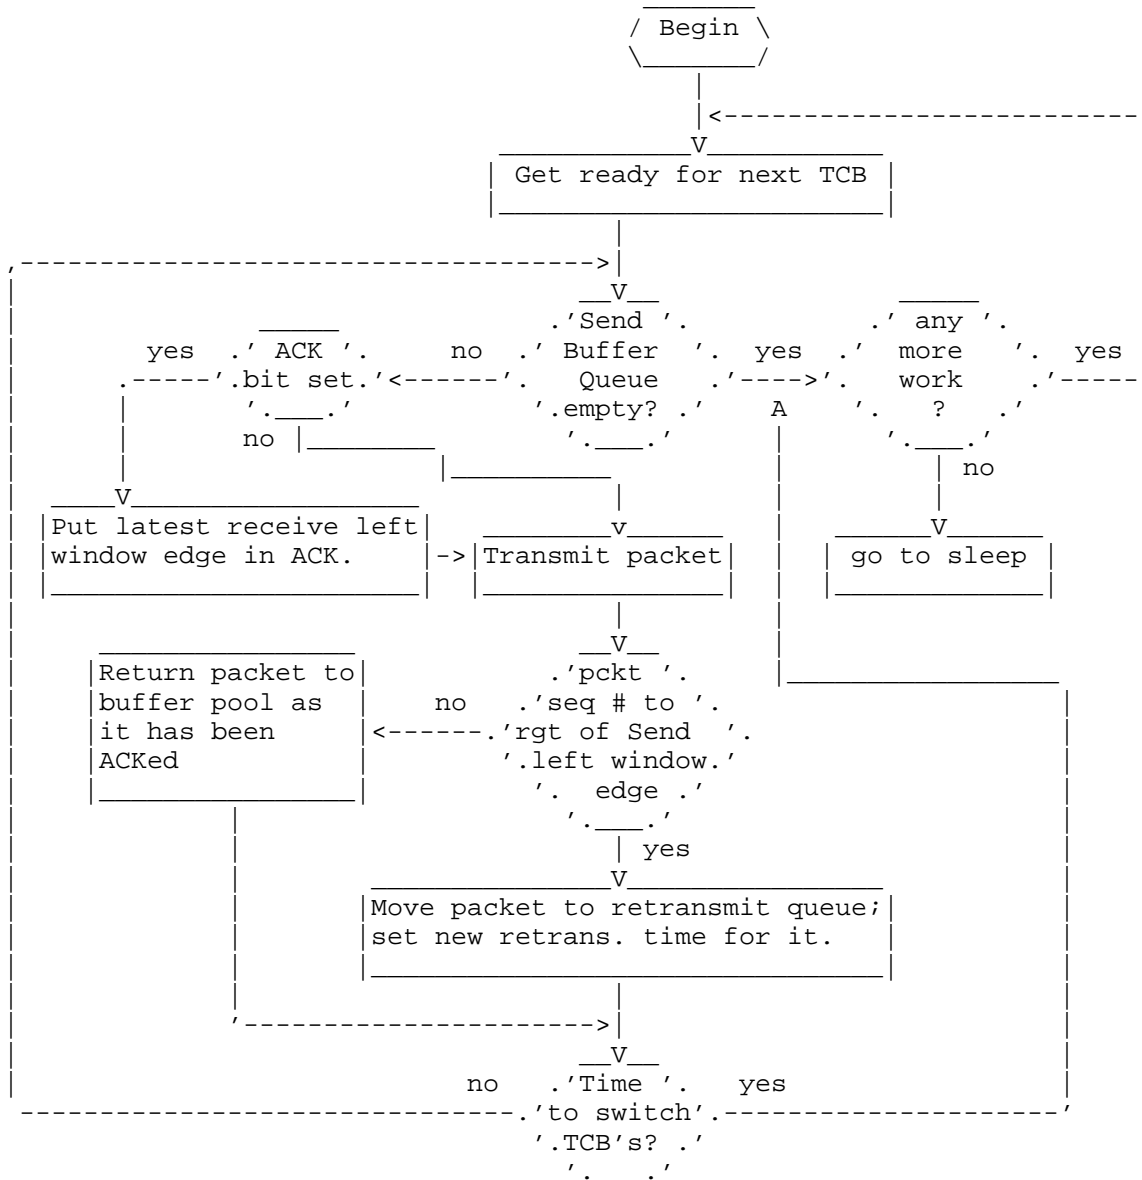 Begin
Get ready for next TCB
Send Buffer Queue empty?
yes
any more work ?
yes
no
ACK bit set
yes
no
A
no
Put latest receive left
window edge in ACK.
Transmit packet
go to sleep
Return packet to
buffer pool as
it has been
ACKed
no
pckt
seq # to
rgt of Send
left window
edge
yes
Move packet to retransmit queue;
set new retrans. time for it.
no
Time
to switch
TCB's?
yes